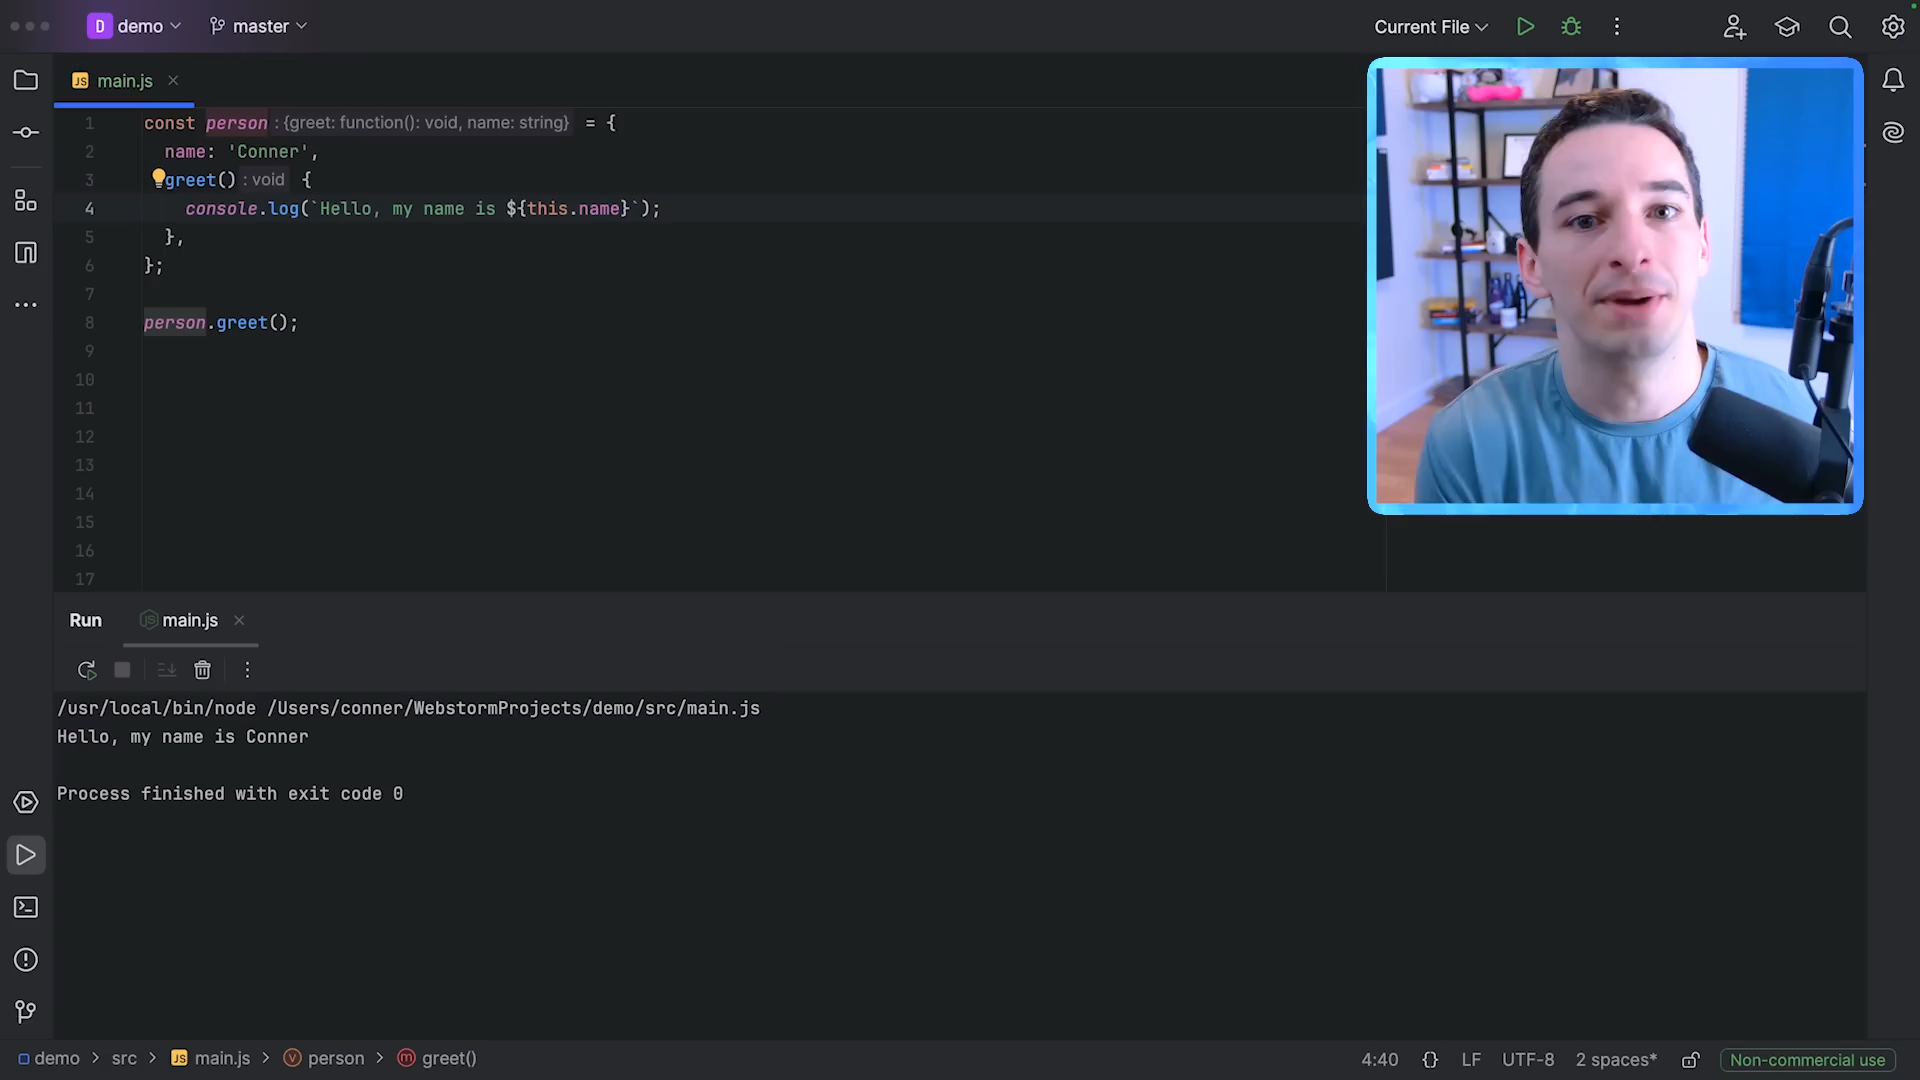 D demo master Current File
JS main.js
1 const person : {greet: function(): void, name: string} = {
2 name: 'Conner',
3 greet() : void {
4 console.log(`Hello, my name is ${this.name}`);
5 },
6 };
7
8 person.greet();
9
10
11
12
13
14
15
16
17
Run JS main.js
/usr/local/bin/node /Users/conner/WebstormProjects/demo/src/main.js
Hello, my name is Conner
Process finished with exit code 0
demo > src > JS main.js > V person > m greet() 4:40 {} LF UTF-8 2 spaces* Non-commercial use